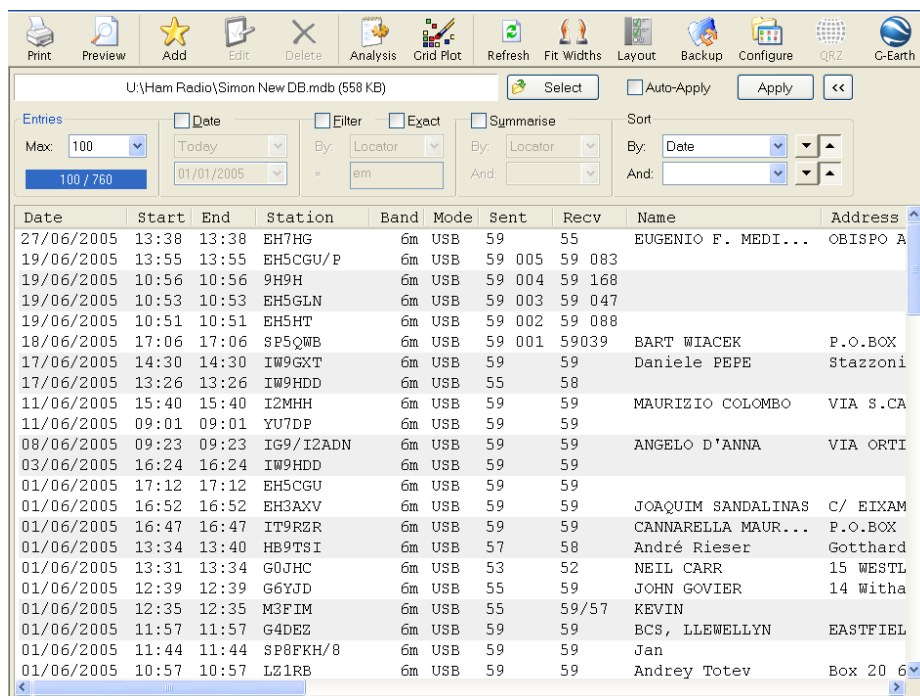 Print Preview Add Edit Delete Analysis Grid Plot Refresh Fit Widths Layout Backup Configure QRZ G-Earth
U:\Ham Radio\Simon New DB.mdb (558 KB) Select Auto-Apply Apply <<
Entries Date Filter Exact Summarise Sort
Max: 100 Today By: Locator By: Locator By: Date
100 / 760 01/01/2005 = em And: And:
Date Start End Station Band Mode Sent Recv Name Address
27/06/2005 13:38 13:38 EH7HG 6m USB 59 55 EUGENIO F. MEDI... OBISPO A
19/06/2005 13:55 13:55 EH5CGU/P 6m USB 59 005 59 083
19/06/2005 10:56 10:56 9H9H 6m USB 59 004 59 168
19/06/2005 10:53 10:53 EH5GLN 6m USB 59 003 59 047
19/06/2005 10:51 10:51 EH5HT 6m USB 59 002 59 088
18/06/2005 17:06 17:06 SP5QWB 6m USB 59 001 59039 BART WIACEK P.O.BOX
17/06/2005 14:30 14:30 IW9GXT 6m USB 59 59 Daniele PEPE Stazzoni
17/06/2005 13:26 13:26 IW9HDD 6m USB 55 58
11/06/2005 15:40 15:40 I2MHH 6m USB 59 59 MAURIZIO COLOMBO VIA S.CA
11/06/2005 09:01 09:01 YU7DP 6m USB 59 59
08/06/2005 09:23 09:23 IG9/I2ADN 6m USB 59 59 ANGELO D'ANNA VIA ORTI
03/06/2005 16:24 16:24 IW9HDD 6m USB 59 59
01/06/2005 17:12 17:12 EH5CGU 6m USB 59 59
01/06/2005 16:52 16:52 EH3AXV 6m USB 59 59 JOAQUIM SANDALINAS C/ EIXAM
01/06/2005 16:47 16:47 IT9RZR 6m USB 59 59 CANNARELLA MAUR... P.O.BOX
01/06/2005 13:34 13:40 HB9TSI 6m USB 57 58 André Rieser Gotthard
01/06/2005 13:31 13:34 G0JHC 6m USB 53 52 NEIL CARR 15 WESTL
01/06/2005 12:39 12:39 G6YJD 6m USB 55 59 JOHN GOVIER 14 Witha
01/06/2005 12:35 12:35 M3FIM 6m USB 55 59/57 KEVIN
01/06/2005 11:57 11:57 G4DEZ 6m USB 59 59 BCS, LLEWELLYN EASTFIEL
01/06/2005 11:44 11:44 SP8FKH/8 6m USB 59 59 Jan
01/06/2005 10:57 10:57 LZ1RB 6m USB 59 59 Andrey Totev Box 20 6